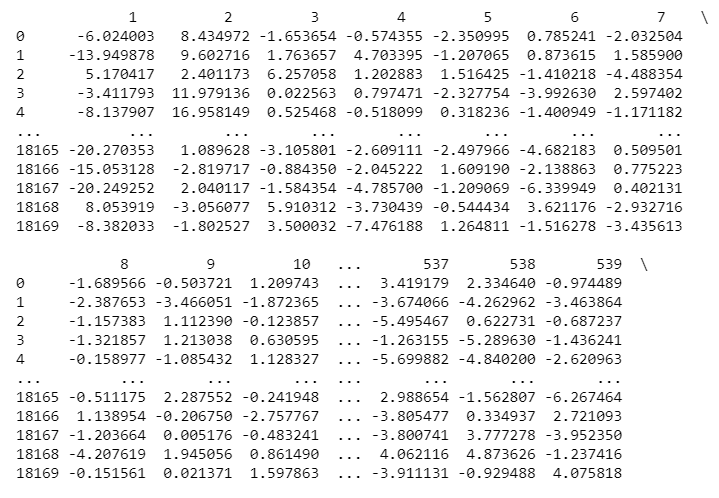 1 2 3 4 5 6 7 \
0 -6.024003 8.434972 -1.653654 -0.574355 -2.350995 0.785241 -2.032504
1 -13.949878 9.602716 1.763657 4.703395 -1.207065 0.873615 1.585900
2 5.170417 2.401173 6.257058 1.202883 1.516425 -1.410218 -4.488354
3 -3.411793 11.979136 0.022563 0.797471 -2.327754 -3.992630 2.597402
4 -8.137907 16.958149 0.525468 -0.518099 0.318236 -1.400949 -1.171182
... ... ... ... ... ... ... ...
18165 -20.270353 1.089628 -3.105801 -2.609111 -2.497966 -4.682183 0.509501
18166 -15.053128 -2.819717 -0.884350 -2.045222 1.609190 -2.138863 0.775223
18167 -20.249252 2.040117 -1.584354 -4.785700 -1.209069 -6.339949 0.402131
18168 8.053919 -3.056077 5.910312 -3.730439 -0.544434 3.621176 -2.932716
18169 -8.382033 -1.802527 3.500032 -7.476188 1.264811 -1.516278 -3.435613
8 9 10 ... 537 538 539 \
0 -1.689566 -0.503721 1.209743 ... 3.419179 2.334640 -0.974489
1 -2.387653 -3.466051 -1.872365 ... -3.674066 -4.262962 -3.463864
2 -1.157383 1.112390 -0.123857 ... -5.495467 0.622731 -0.687237
3 -1.321857 1.213038 0.630595 ... -1.263155 -5.289630 -1.436241
4 -0.158977 -1.085432 1.128327 ... -5.699882 -4.840200 -2.620963
... ... ... ... ... ... ... ...
18165 -0.511175 2.287552 -0.241948 ... 2.988654 -1.562807 -6.267464
18166 1.138954 -0.206750 -2.757767 ... -3.805477 0.334937 2.721093
18167 -1.203664 0.005176 -0.483241 ... -3.800741 3.777278 -3.952350
18168 -4.207619 1.945056 0.861490 ... 4.062116 4.873626 -1.237416
18169 -0.151561 0.021371 1.597863 ... -3.911131 -0.929488 4.075818